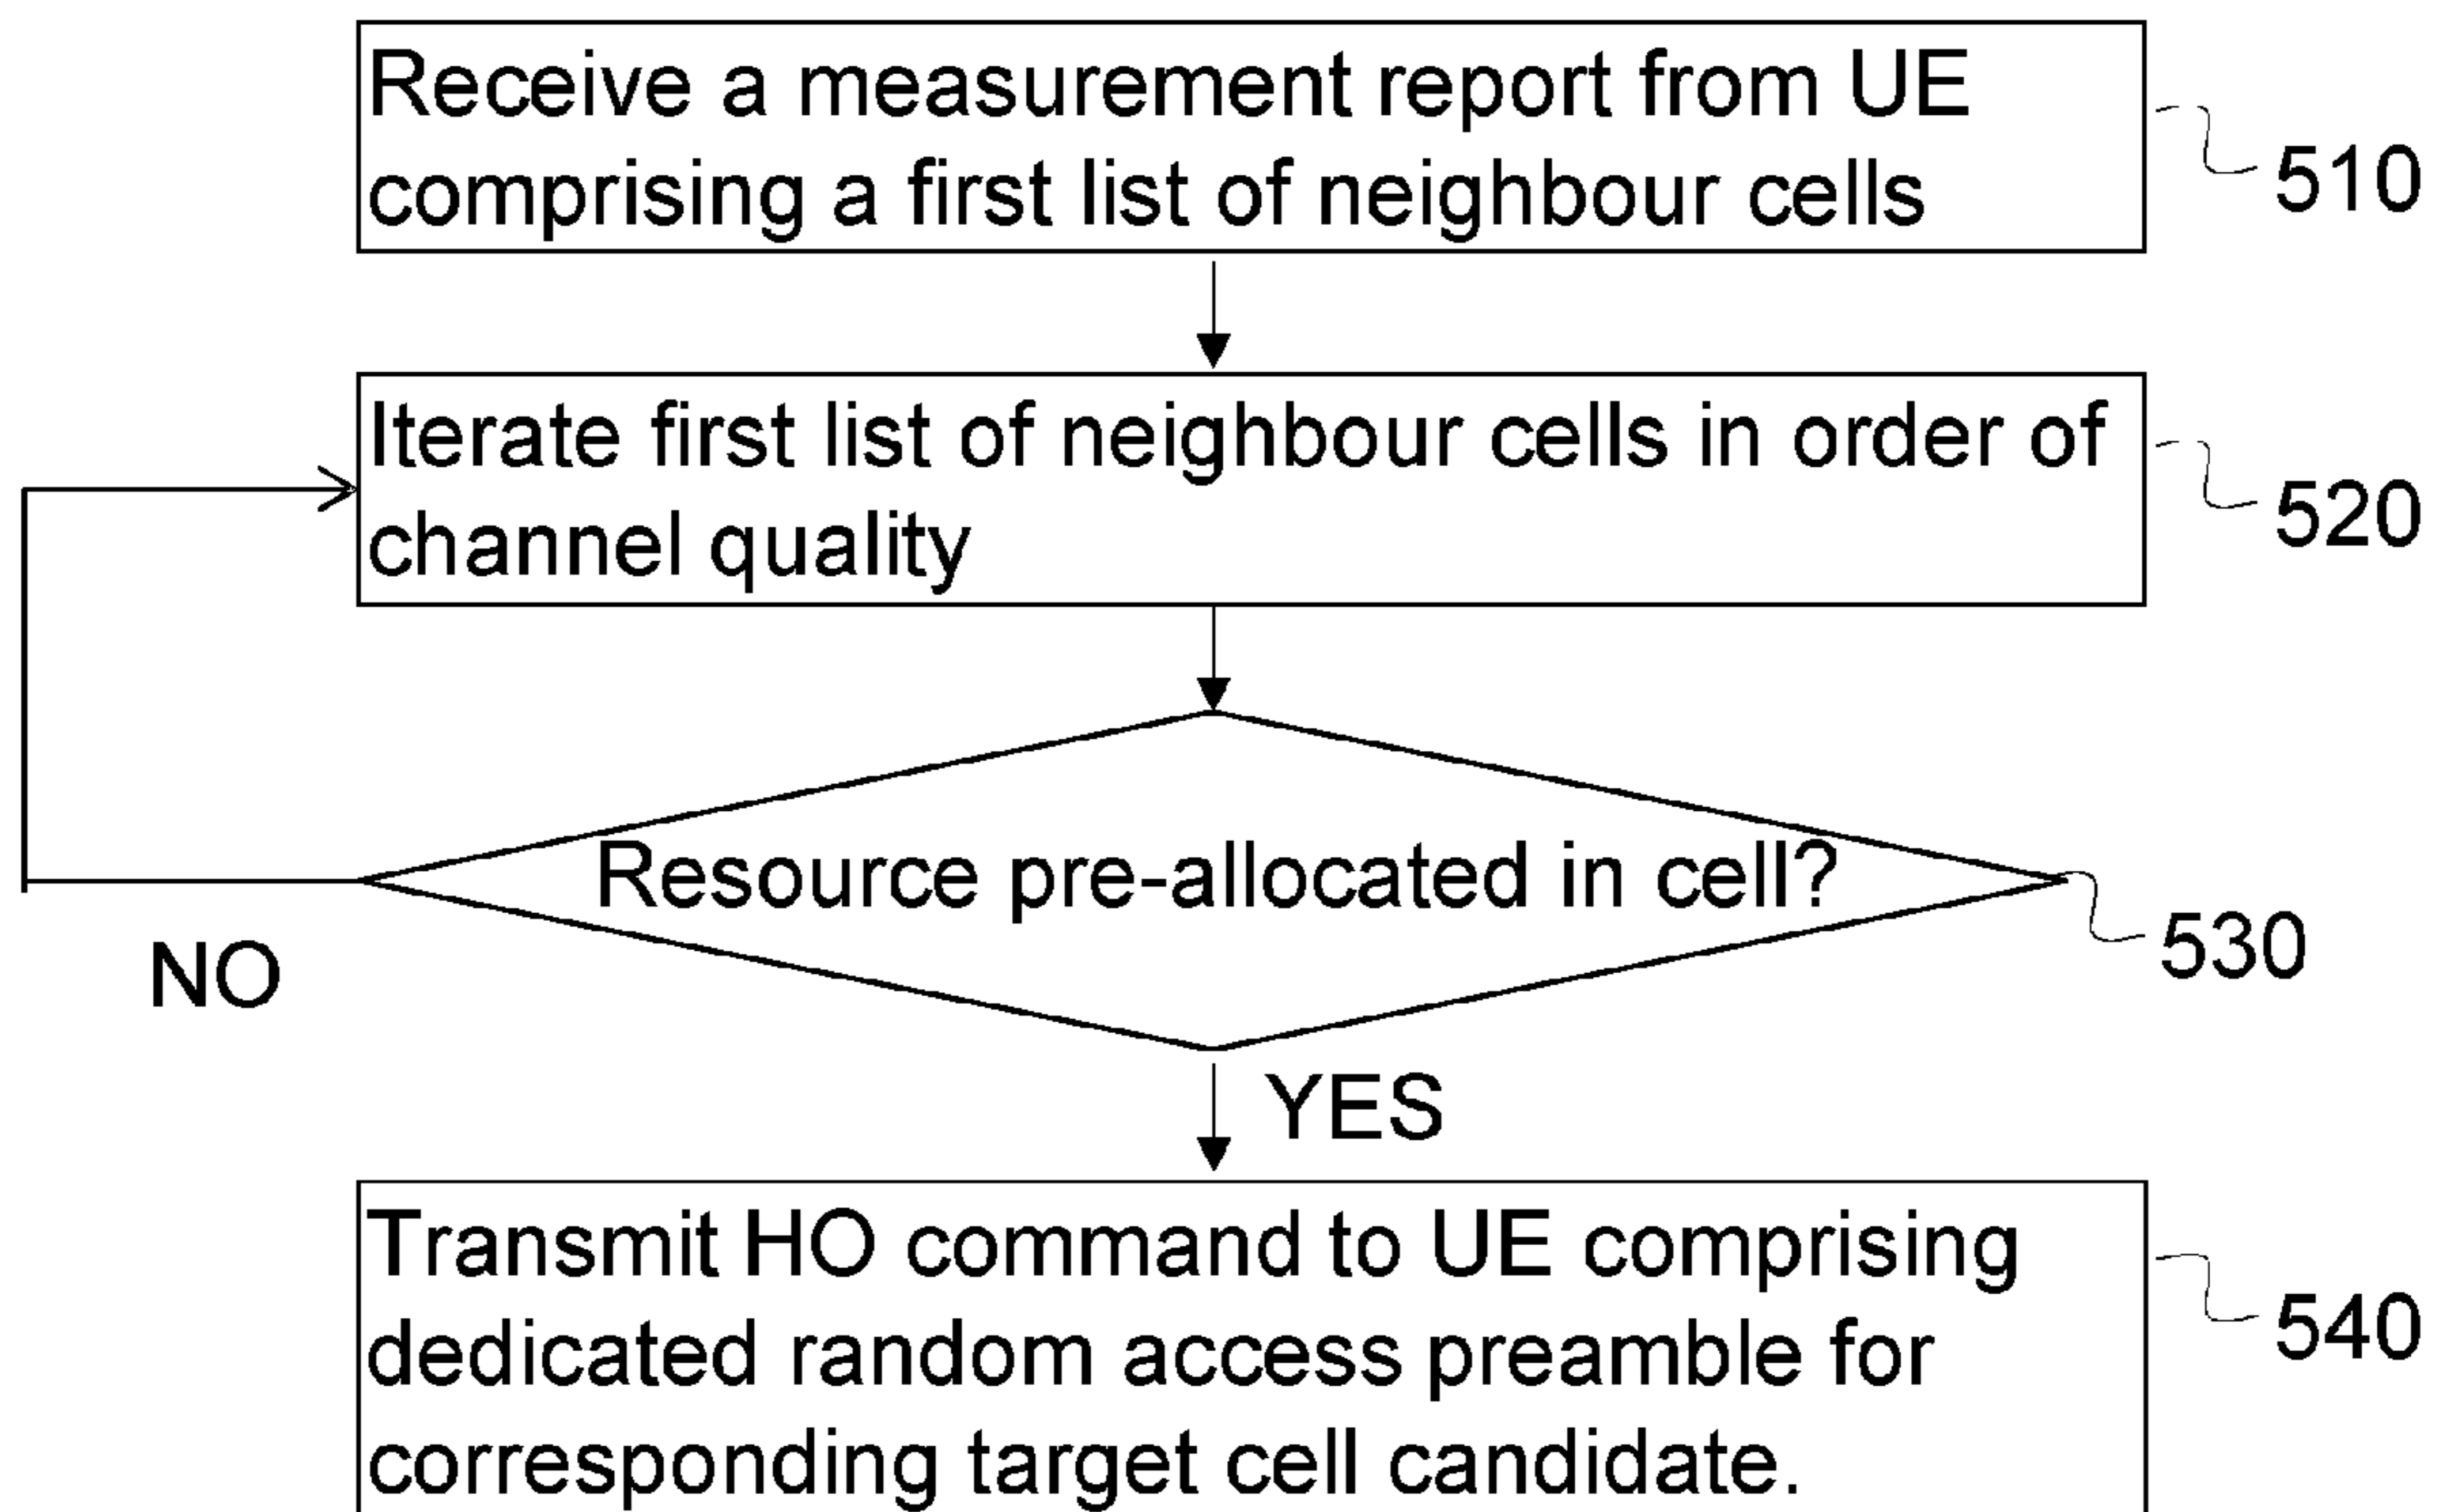 Receive a measurement report from UE
comprising a first list of neighbour cells
510
Iterate first list of neighbour cells in order of
channel quality
520
Resource pre-allocated in cell?
530
NO
YES
Transmit HO command to UE comprising
dedicated random access preamble for
corresponding target cell candidate.
540